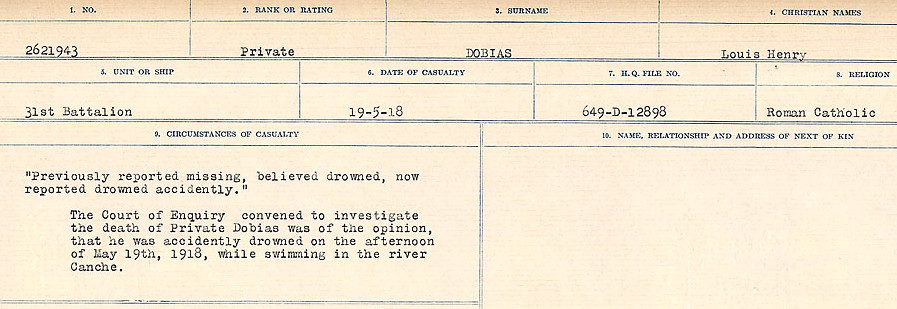 1. NO. 2. RANK OR RATING 3. SURNAME 4. CHRISTIAN NAMES
2621943 Private DOBIAS Louis Henry
5. UNIT OR SHIP 6. DATE OF CASUALTY 7. H. Q. FILE NO. 8. RELIGION
31st Battalion 19-5-18 649-D-12898 Roman Catholic
9. CIRCUMSTANCES OF CASUALTY 10. NAME, RELATIONSHIP AND ADDRESS OF NEXT OF KIN
"Previously reported missing, believed drowned, now
reported drowned accidently."
The Court of Enquiry convened to investigate
the death of Private Dobias was of the opinion,
that he was accidently drowned on the afternoon
of May 19th, 1918, while swimming in the river
Canche.